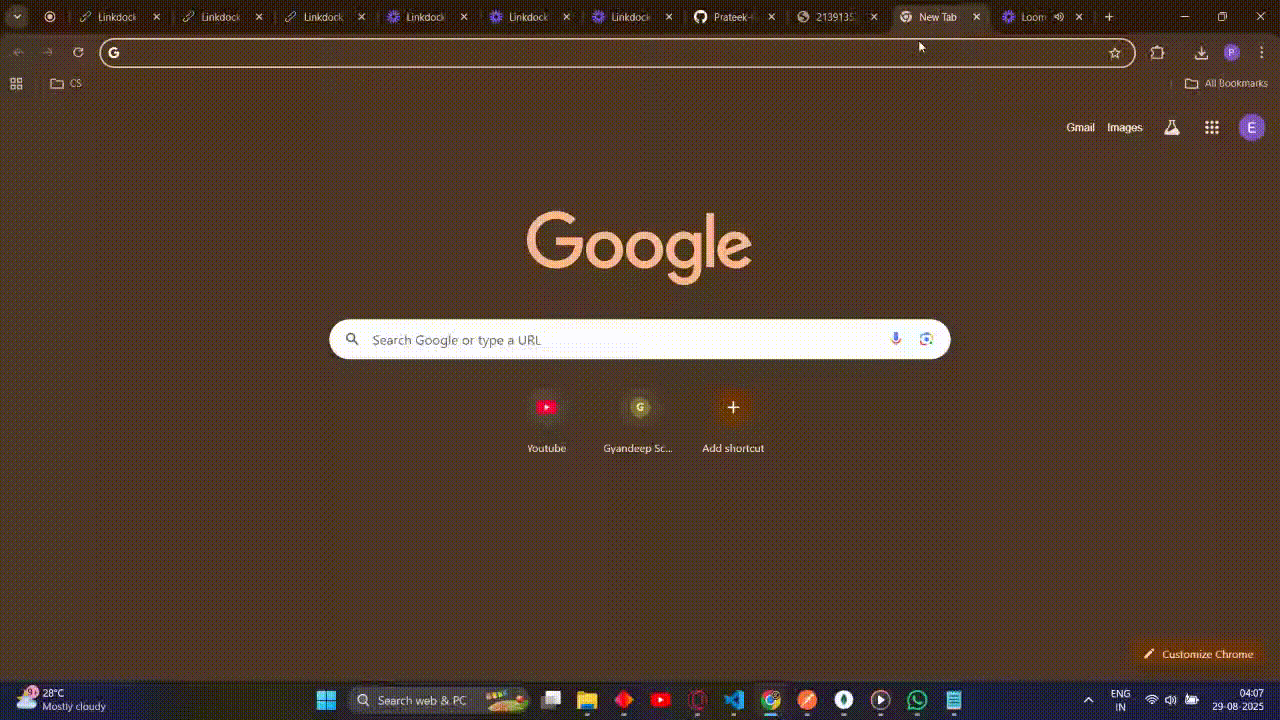 Linkdock
Linkdock
Linkdock
Linkdock
Linkdock
Linkdock
Prateek-
2139135
New Tab
Loom
G
CS
All Bookmarks
P
Gmail
Images
E
Google
Search Google or type a URL
G
Youtube
Gyandeep Sc...
Add shortcut
Customize Chrome
28°C
Mostly cloudy
Search web & PC
ENG
IN
04:07
29-08-2025